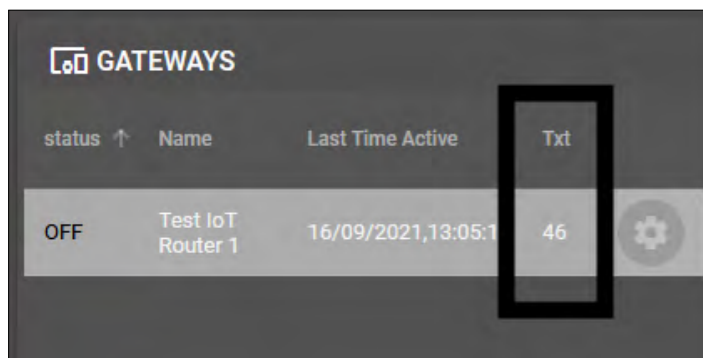 GATEWAYS
status ↑ Name Last Time Active Txt
OFF Test IoT Router 1 16/09/2021,13:05:1 46